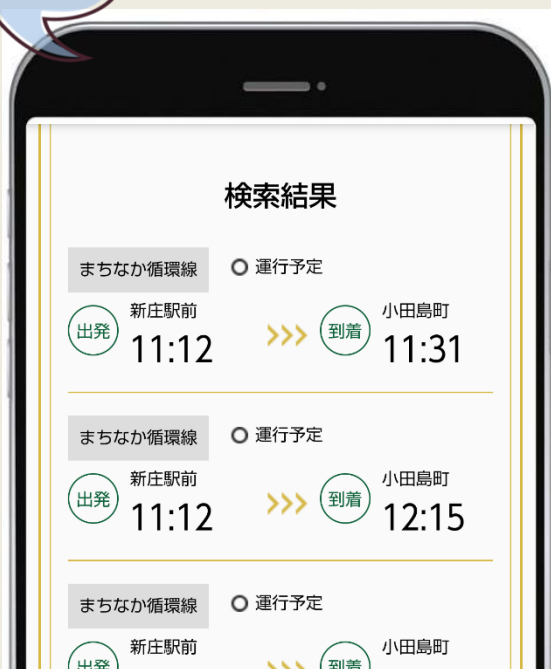 検索結果
まちなか循環線 運行予定
新庄駅前 小田島町
出発 到着
11:12 >>> 11:31
まちなか循環線 運行予定
新庄駅前 小田島町
出発 到着
11:12 >>> 12:15
まちなか循環線 運行予定
新庄駅前 小田島町
出発 到着